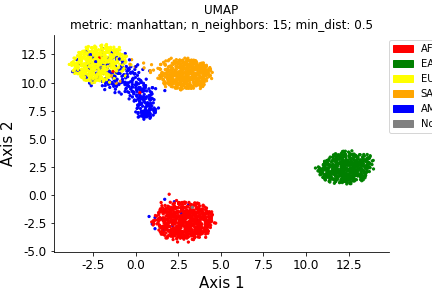 UMAP
metric: manhattan; n_neighbors: 15; min_dist: 0.5
12.5
10.0
7.5
5.0
2.5
0.0
-2.5
-5.0
Axis 2
-2.5 0.0 2.5 5.0 7.5 10.0 12.5
Axis 1
AF
EA
EU
SA
AM
No